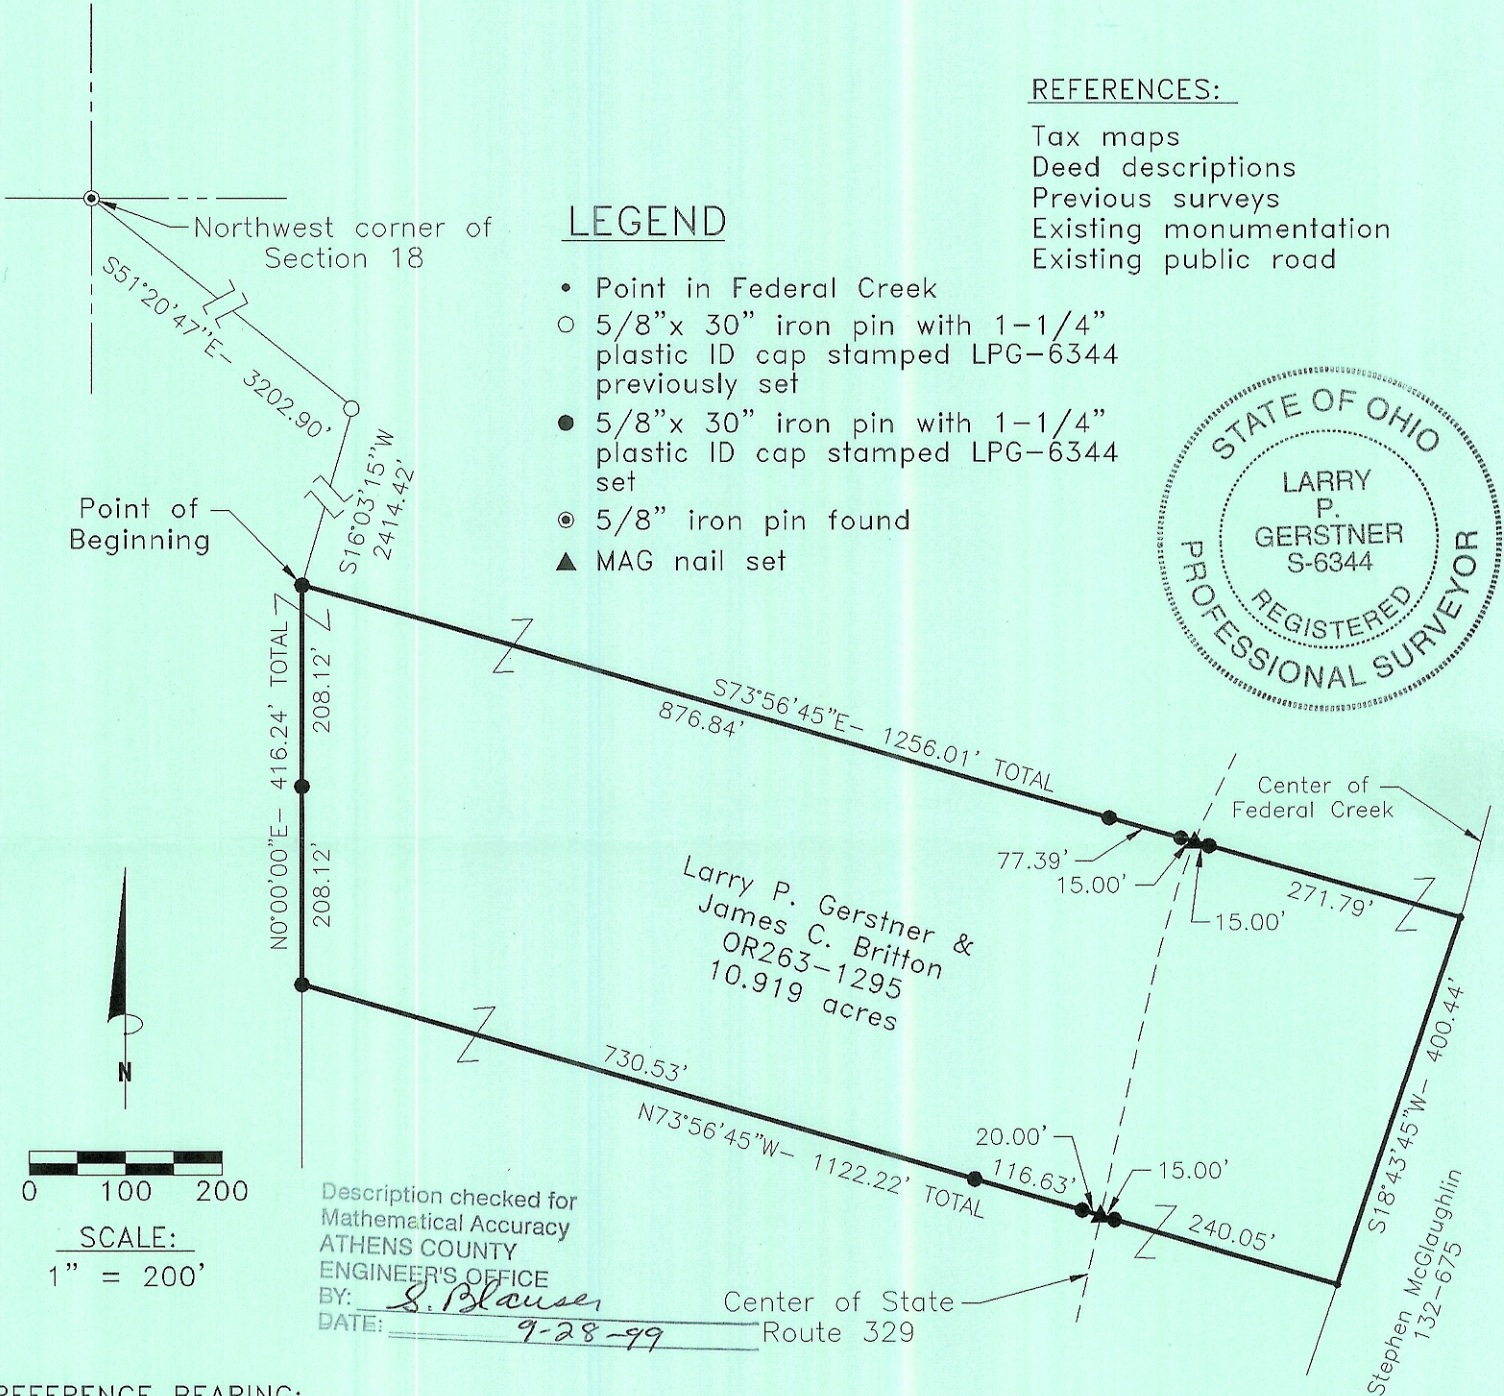 REFERENCES:
Tax maps
Deed descriptions
Previous surveys
Existing monumentation
Existing public road
Northwest corner of
Section 18
S51°20'47"E- 3202.90'
S16°03'15"W
2414.42'
LEGEND
Point in Federal Creek
5/8"x 30" iron pin with 1-1/4"
plastic ID cap stamped LPG-6344
previously set
5/8"x 30" iron pin with 1-1/4"
plastic ID cap stamped LPG-6344
set
5/8" iron pin found
MAG nail set
STATE OF OHIO
LARRY
P.
GERSTNER
S-6344
REGISTERED
PROFESSIONAL SURVEYOR
Point of
Beginning
N0°00'00"E- 416.24' TOTAL
208.12'
208.12'
S73°56'45"E- 1256.01' TOTAL
876.84'
77.39'
15.00'
15.00'
271.79'
Center of
Federal Creek
Larry P. Gerstner &
James C. Britton
OR263-1295
10.919 acres
S18°43'45"W- 400.44'
730.53'
N73°56'45"W- 1122.22' TOTAL
20.00'
116.63'
15.00'
240.05'
Stephen McGlaughlin
132-675
Center of State
Route 329
N
0 100 200
SCALE:
1" = 200'
Description checked for
Mathematical Accuracy
ATHENS COUNTY
ENGINEER'S OFFICE
BY: S. Blauser
DATE: 9-28-99
REFERENCE BEARING: